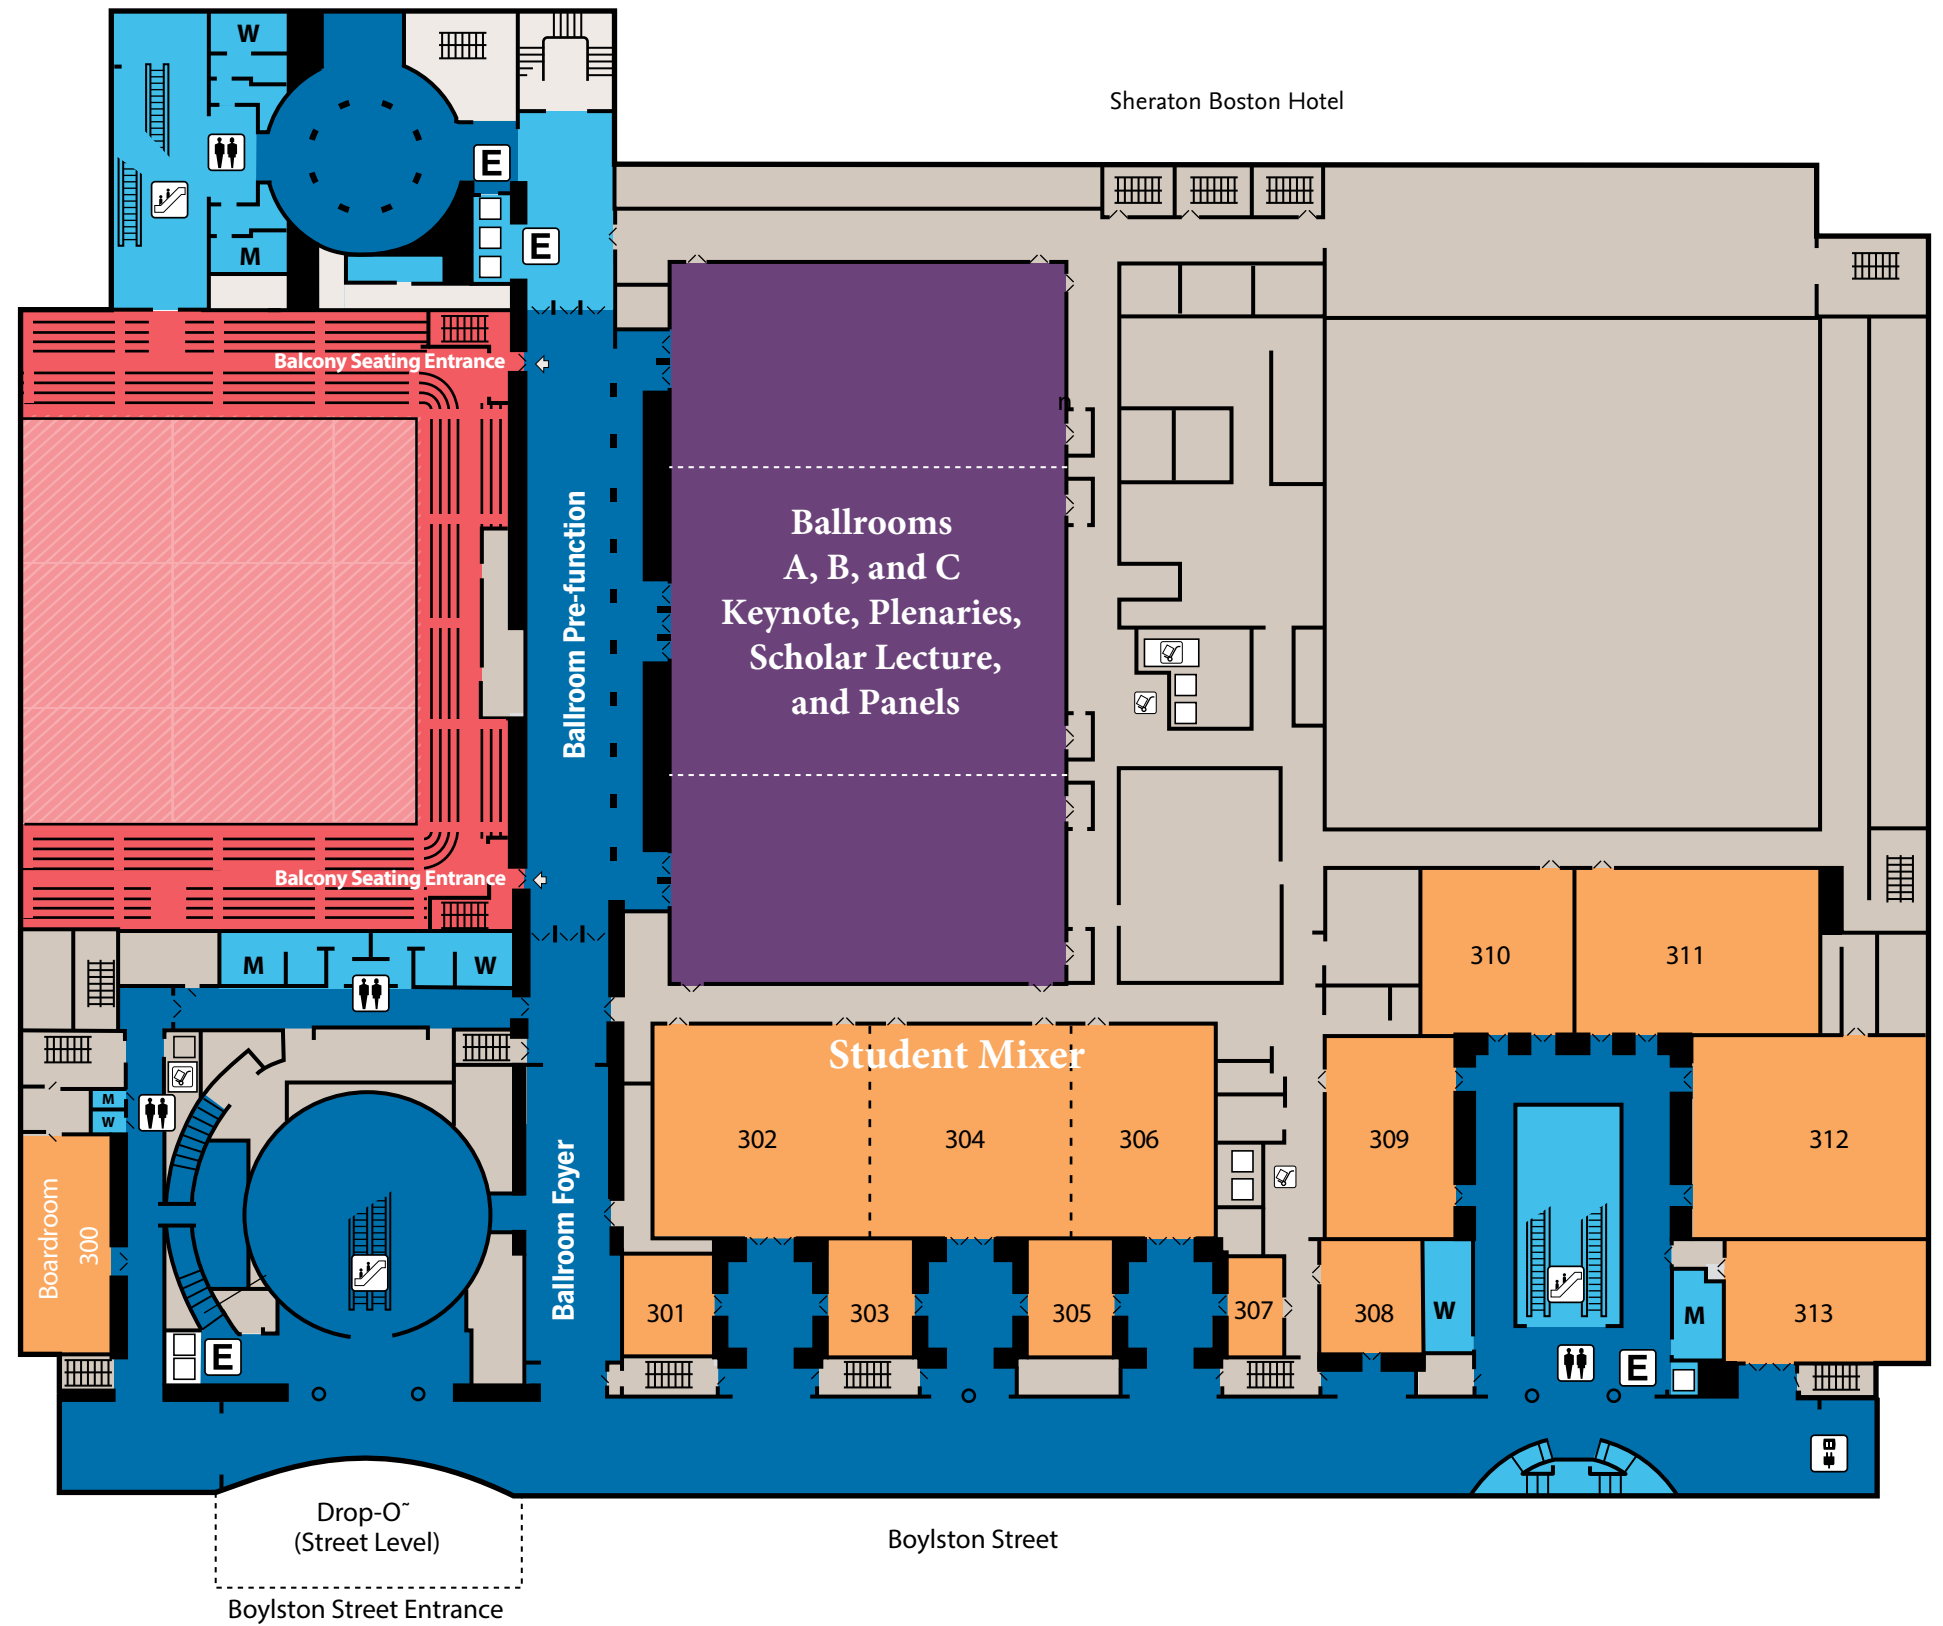 W
Sheraton Boston Hotel
E
E
M
Balcony Seating Entrance
n
Ballroom Pre-function
Ballrooms
A, B, and C
Keynote, Plenaries,
Scholar Lecture,
and Panels
Balcony Seating Entrance
M
W
310
311
Student Mixer
M
W
302
304
306
309
312
Boardroom
300
Ballroom Foyer
301
303
305
307
308
W
M
313
E
E
Drop-O˜
(Street Level)
Boylston Street
Boylston Street Entrance